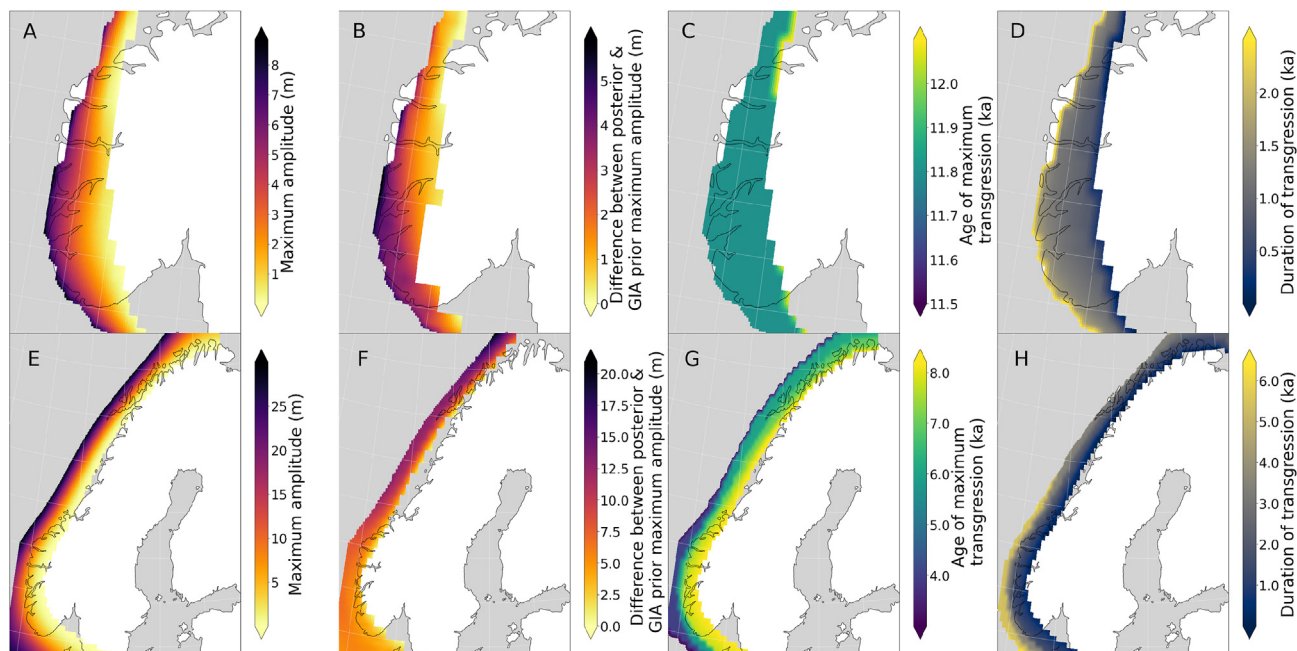 A
8
7
6
5
4
3
2
1
Maximum amplitude (m)
B
5
4
3
2
1
0
Difference between posterior &
GIA prior maximum amplitude (m)
C
12.0
11.9
11.8
11.7
11.6
11.5
Age of maximum
transgression (ka)
D
2.0
1.5
1.0
0.5
Duration of transgression (ka)
E
25
20
15
10
5
Maximum amplitude (m)
F
20.0
17.5
15.0
12.5
10.0
7.5
5.0
2.5
0.0
Difference between posterior &
GIA prior maximum amplitude (m)
G
8.0
7.0
6.0
5.0
4.0
Age of maximum
transgression (ka)
H
6.0
5.0
4.0
3.0
2.0
1.0
Duration of transgression (ka)